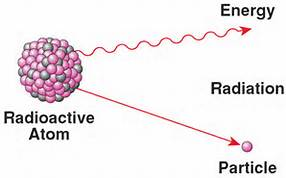 Energy
Radiation
Radioactive
Atom
Particle